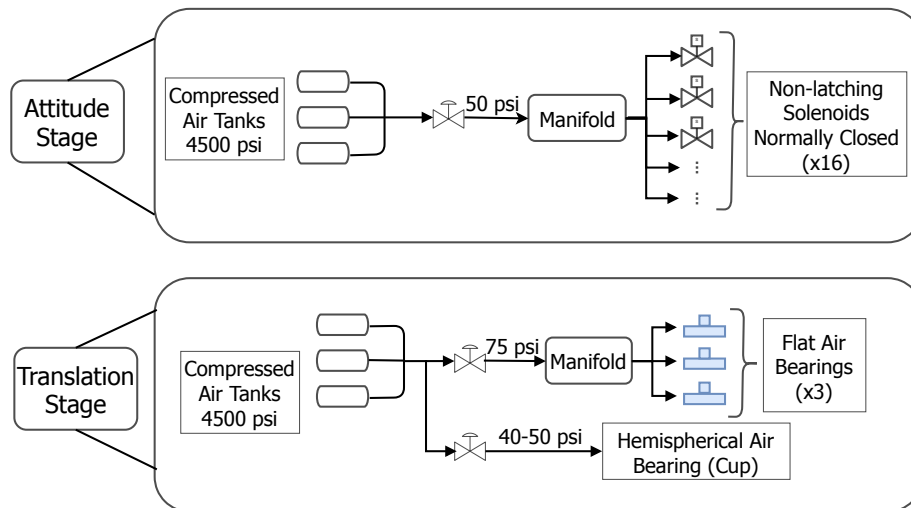 Attitude
Stage
Compressed
Air Tanks
4500 psi
50 psi
Manifold
Non-latching
Solenoids
Normally Closed
(x16)
Translation
Stage
Compressed
Air Tanks
4500 psi
75 psi
Manifold
Flat Air
Bearings
(x3)
40-50 psi
Hemispherical Air
Bearing (Cup)